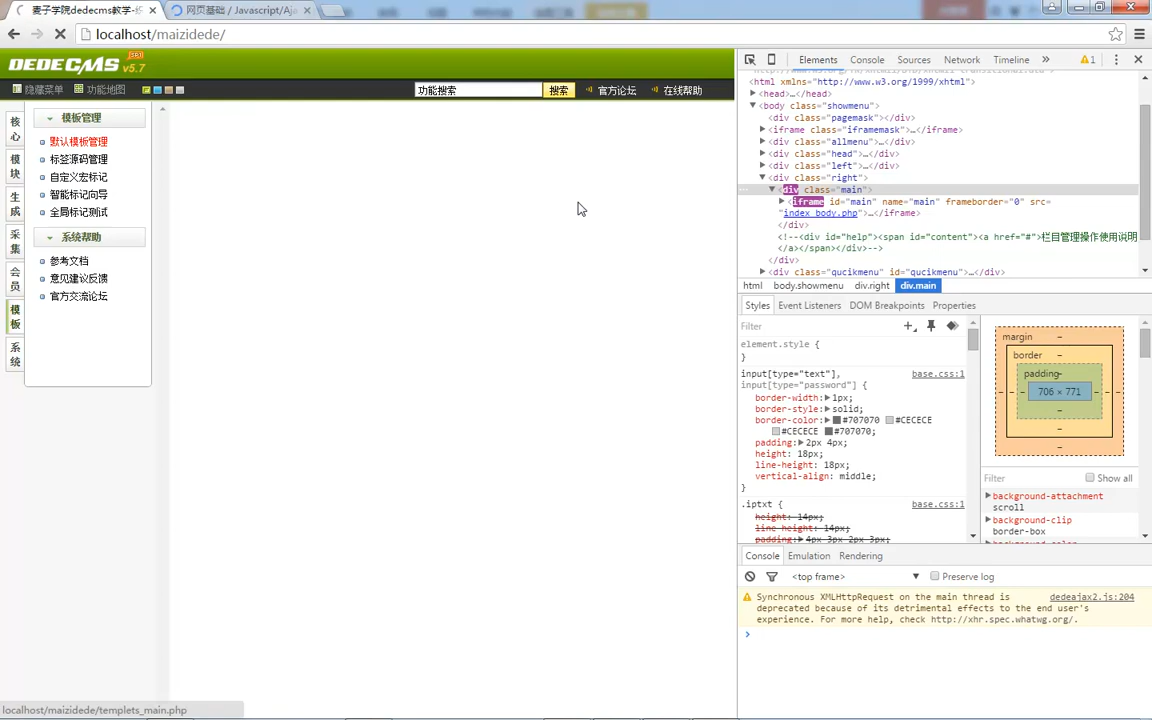 麦子学院dedecms教学-
网页基础 / Javascript/Aja
localhost/maizidede/
DEDECMS v5.7 SP1
隐藏菜单 功能地图
功能搜索 搜索 官方论坛 在线帮助
核心
模块
生成
采集
会员
模板
系统
模板管理
默认模板管理
标签源码管理
自定义宏标记
智能标记向导
全局标记测试
系统帮助
参考文档
意见建议反馈
官方交流论坛
localhost/maizidede/templets_main.php
Elements Console Sources Network Timeline » 1
<html xmlns="http://www.w3.org/1999/xhtml">
<head>…</head>
<body class="showmenu">
<div class="pagemask"></div>
<iframe class="iframemask">…</iframe>
<div class="allmenu">…</div>
<div class="head">…</div>
<div class="left">…</div>
<div class="right">
<div class="main">
<iframe id="main" name="main" frameborder="0" src=
"index_body.php">…</iframe>
</div>
<!--<div id="help"><span id="content"><a href="#">栏目管理操作使用说明
</a></span></div>-->
</div>
<div class="qucikmenu" id="qucikmenu">…</div>
html body.showmenu div.right div.main
Styles Event Listeners DOM Breakpoints Properties
Filter
element.style {
}
input[type="text"], base.css:1
input[type="password"] {
border-width: 1px;
border-style: solid;
border-color: #707070 #CECECE
#CECECE #707070;
padding: 2px 4px;
height: 18px;
line-height: 18px;
vertical-align: middle;
}
.iptxt { base.css:1
height: 14px;
line-height: 14px;
padding: 4px 3px 2px 3px;
margin –
border –
padding –
706 × 771
–
–
–
Filter Show all
background-attachment
scroll
background-clip
border-box
Console Emulation Rendering
<top frame> Preserve log
Synchronous XMLHttpRequest on the main thread is dedeajax2.js:204
deprecated because of its detrimental effects to the end user's
experience. For more help, check http://xhr.spec.whatwg.org/.